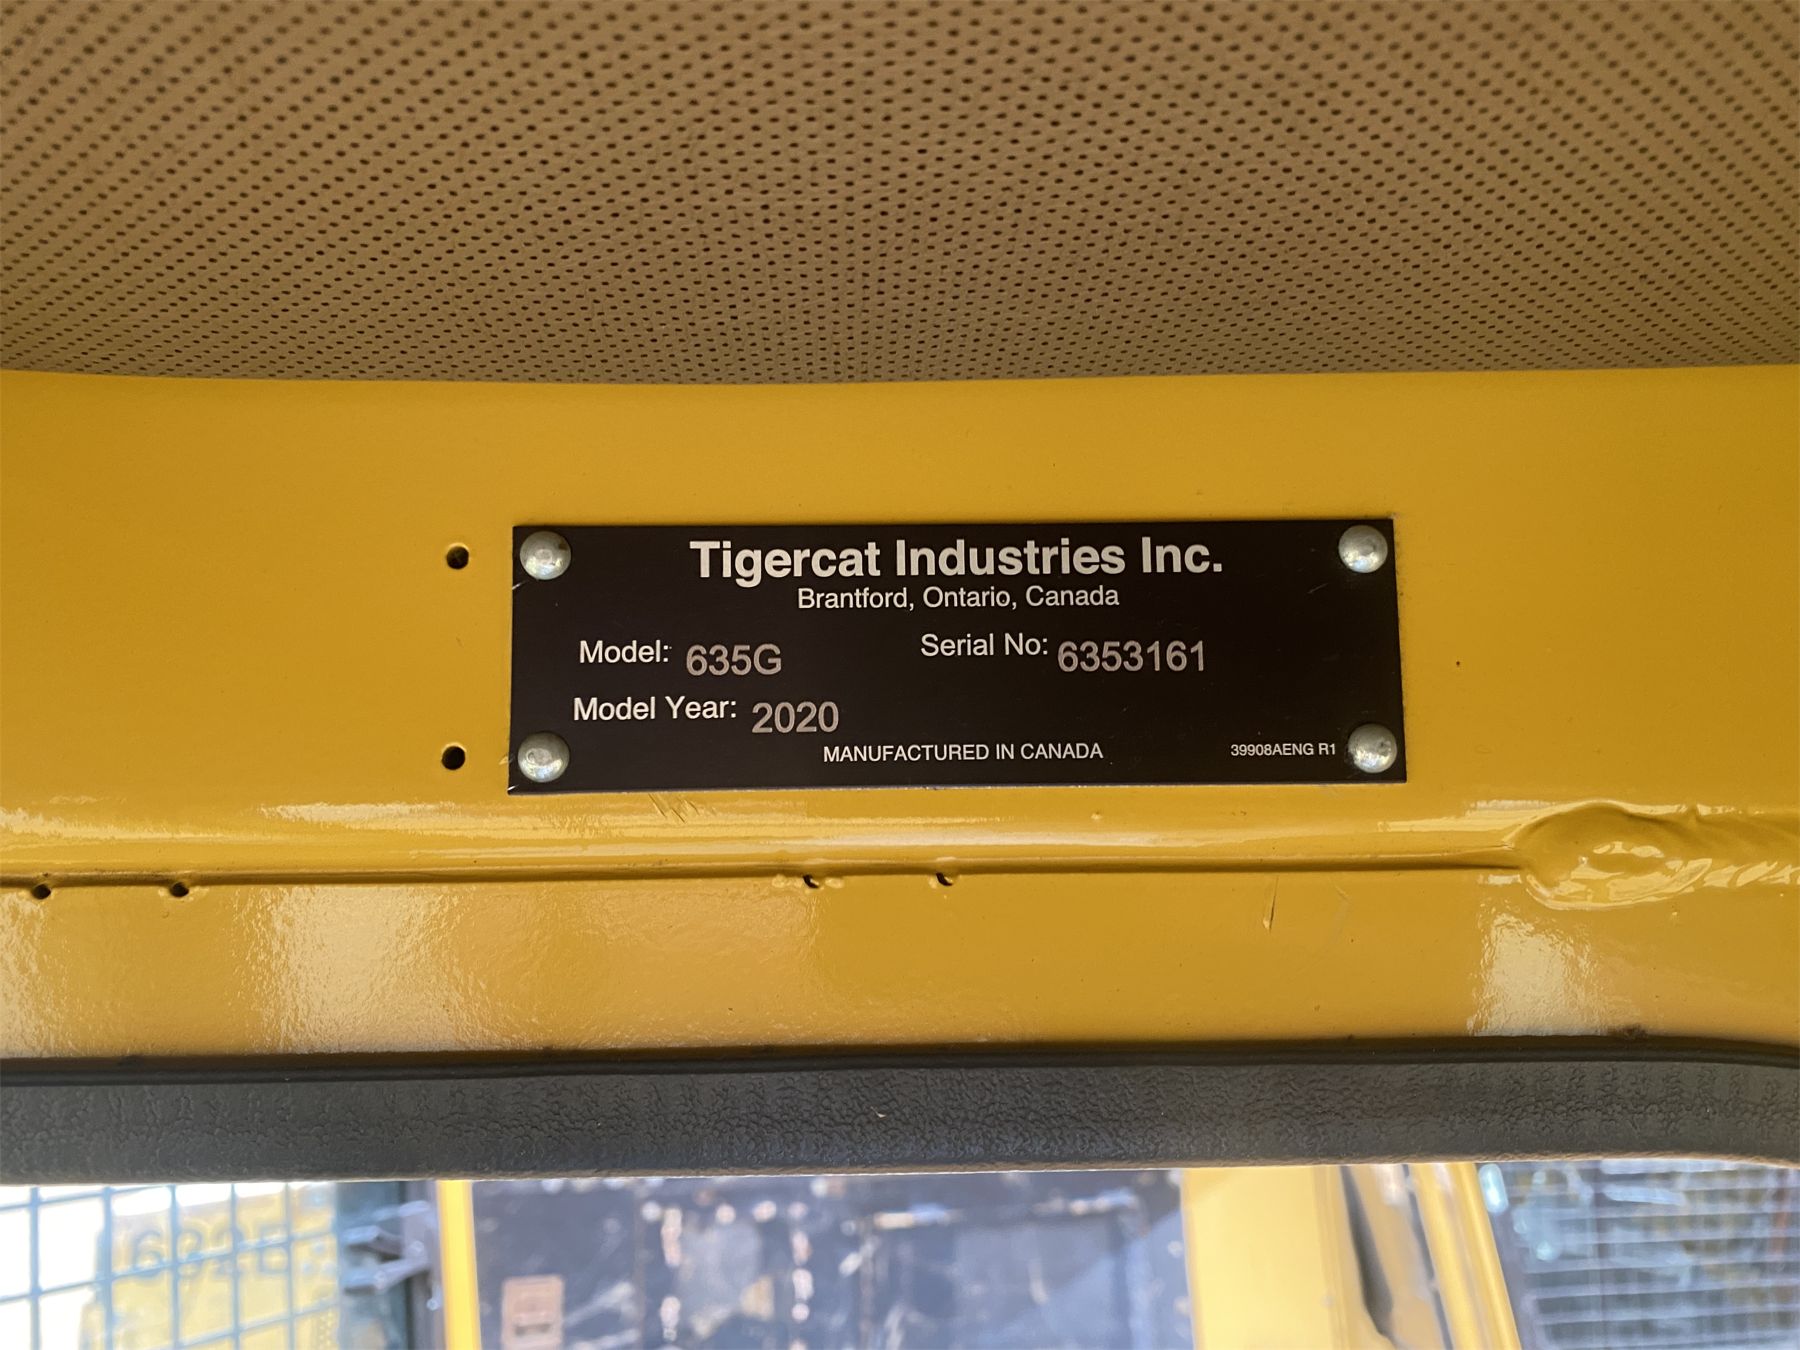 Tigercat Industries Inc.
Brantford, Ontario, Canada
Model: 635G Serial No: 6353161
Model Year: 2020
MANUFACTURED IN CANADA 39908AENG R1